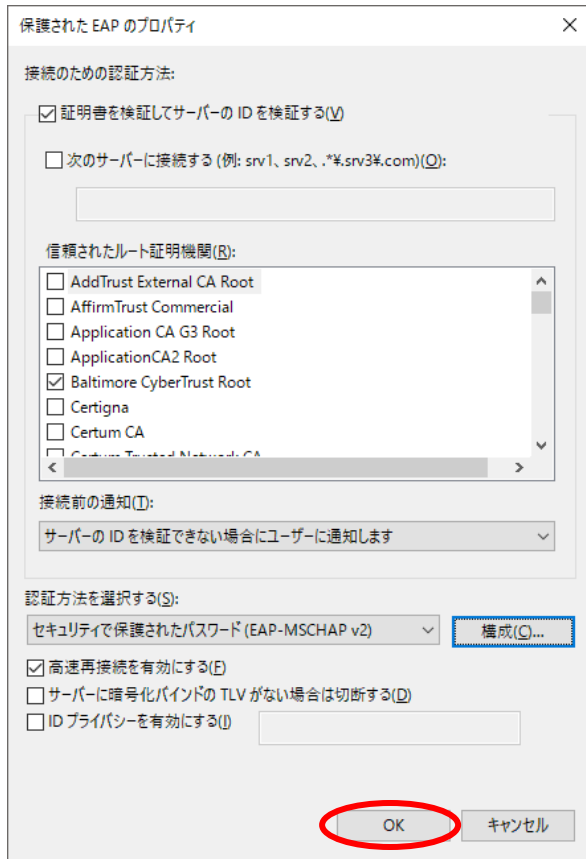 保護された EAP のプロパティ
接続のための認証方法:
証明書を検証してサーバーの ID を検証する(V)
次のサーバーに接続する (例: srv1、srv2、.*¥.srv3¥.com)(O):
信頼されたルート証明機関(R):
AddTrust External CA Root
AffirmTrust Commercial
Application CA G3 Root
ApplicationCA2 Root
Baltimore CyberTrust Root
Certigna
Certum CA
Certum Trusted Network CA
接続前の通知(T):
サーバーの ID を検証できない場合にユーザーに通知します
認証方法を選択する(S):
セキュリティで保護されたパスワード (EAP-MSCHAP v2)
構成(C)...
高速再接続を有効にする(F)
サーバーに暗号化バインドの TLV がない場合は切断する(D)
ID プライバシーを有効にする(I)
OK
キャンセル